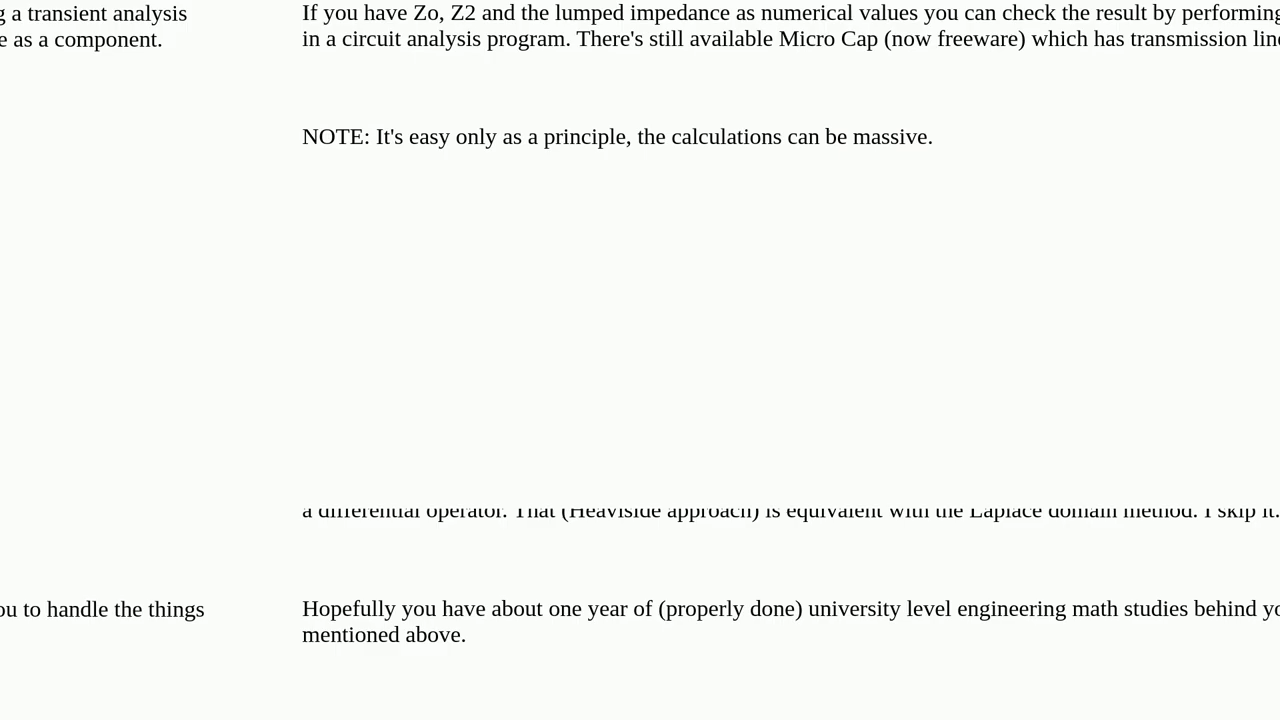 g a transient analysis
e as a component.
If you have Zo, Z2 and the lumped impedance as numerical values you can check the result by performing
in a circuit analysis program. There's still available Micro Cap (now freeware) which has transmission line
NOTE: It's easy only as a principle, the calculations can be massive.
a differential operator. That (Heaviside approach) is equivalent with the Laplace domain method. I skip it.
ou to handle the things
Hopefully you have about one year of (properly done) university level engineering math studies behind yo
mentioned above.